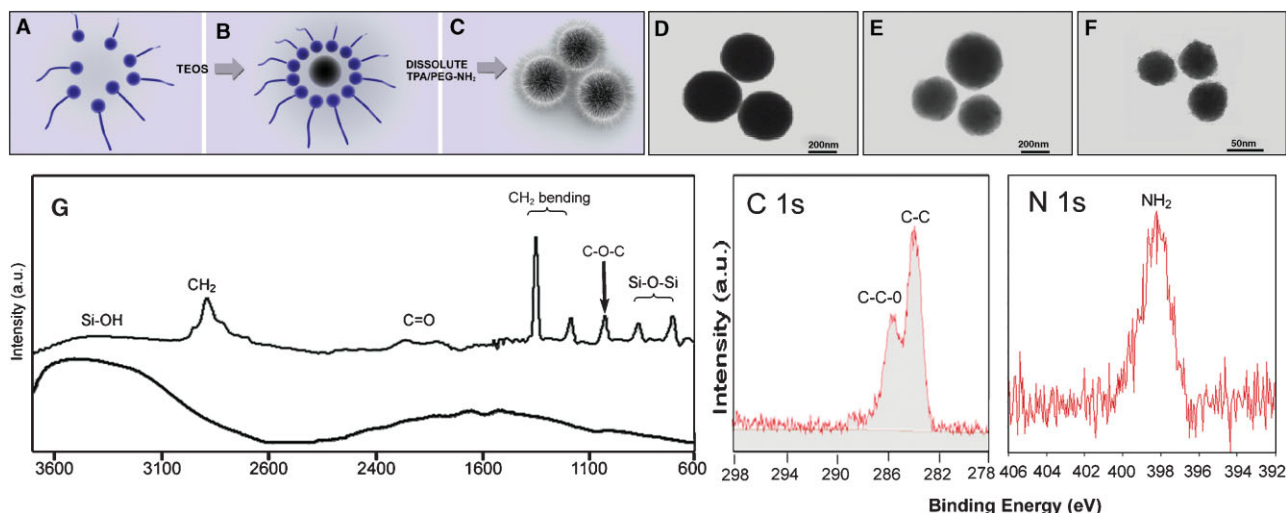 A
TEOS
B
DISSOLUTE
TPA/PEG-NH₂
C
D
200nm
E
200nm
F
50nm
G
Intensity (a.u.)
Si-OH
CH₂
C=O
CH₂ bending
C-O-C
Si-O-Si
3600 3100 2600 2400 1600 1100 600
C 1s
Intensity (a.u.)
C-C-0
C-C
298 294 290 286 282 278
N 1s
NH₂
406 404 402 400 398 396 394 392
Binding Energy (eV)